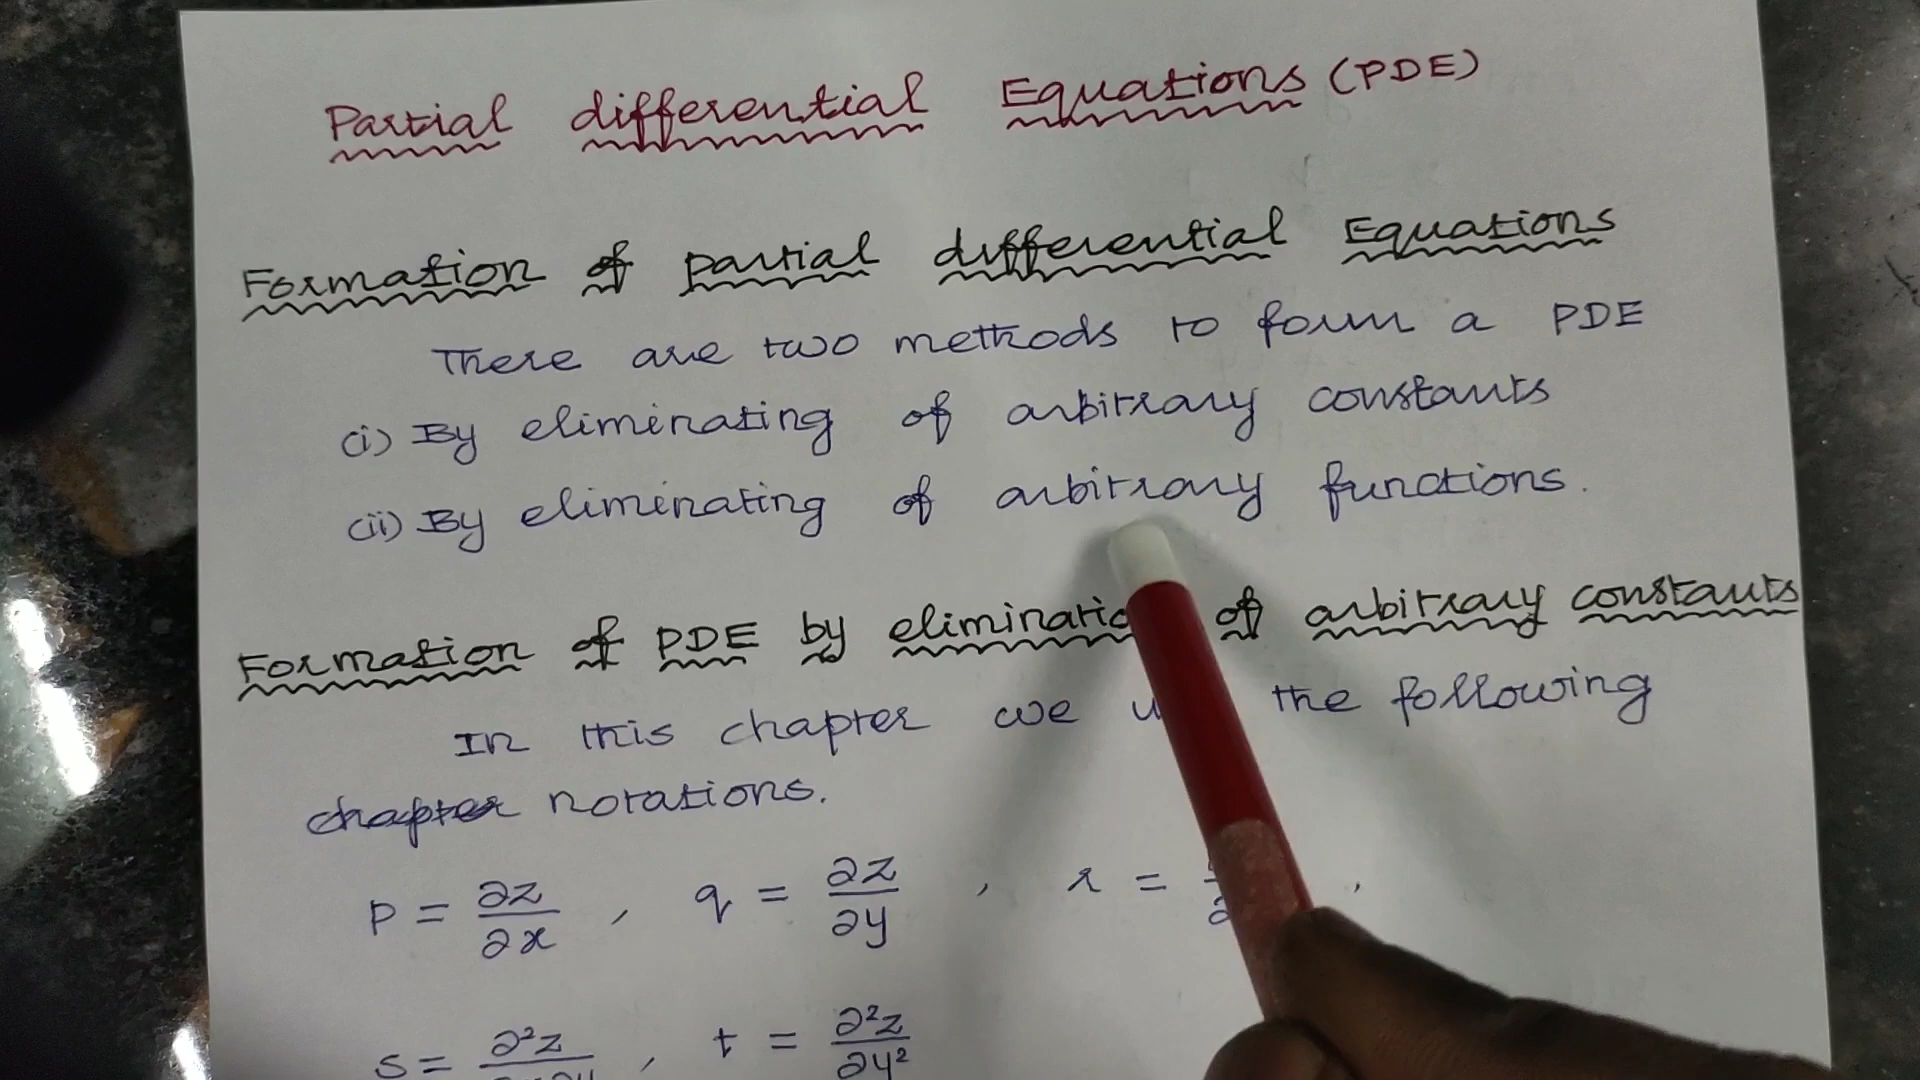 Partial differential Equations (PDE)
Formation of partial differential Equations
There are two methods to form a PDE
(i) By eliminating of arbitrary constants
(ii) By eliminating of arbitrary functions.
Formation of PDE by of arbitrary constants
In this chapter we the following
chapter notations.
P = ∂z/∂x , q = ∂z/∂y , r = ,
s = ∂²z , t = ∂²z/∂y²